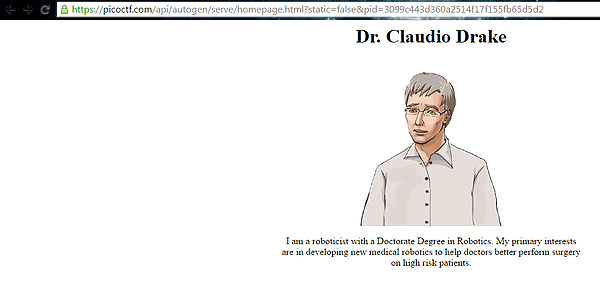 https://picoctf.com/api/autogen/serve/homepage.html?static=false&pid=3099c443d360a2514f17f155fb65d5d2
Dr. Claudio Drake
I am a roboticist with a Doctorate Degree in Robotics. My primary interests
are in developing new medical robotics to help doctors better perform surgery
on high risk patients.